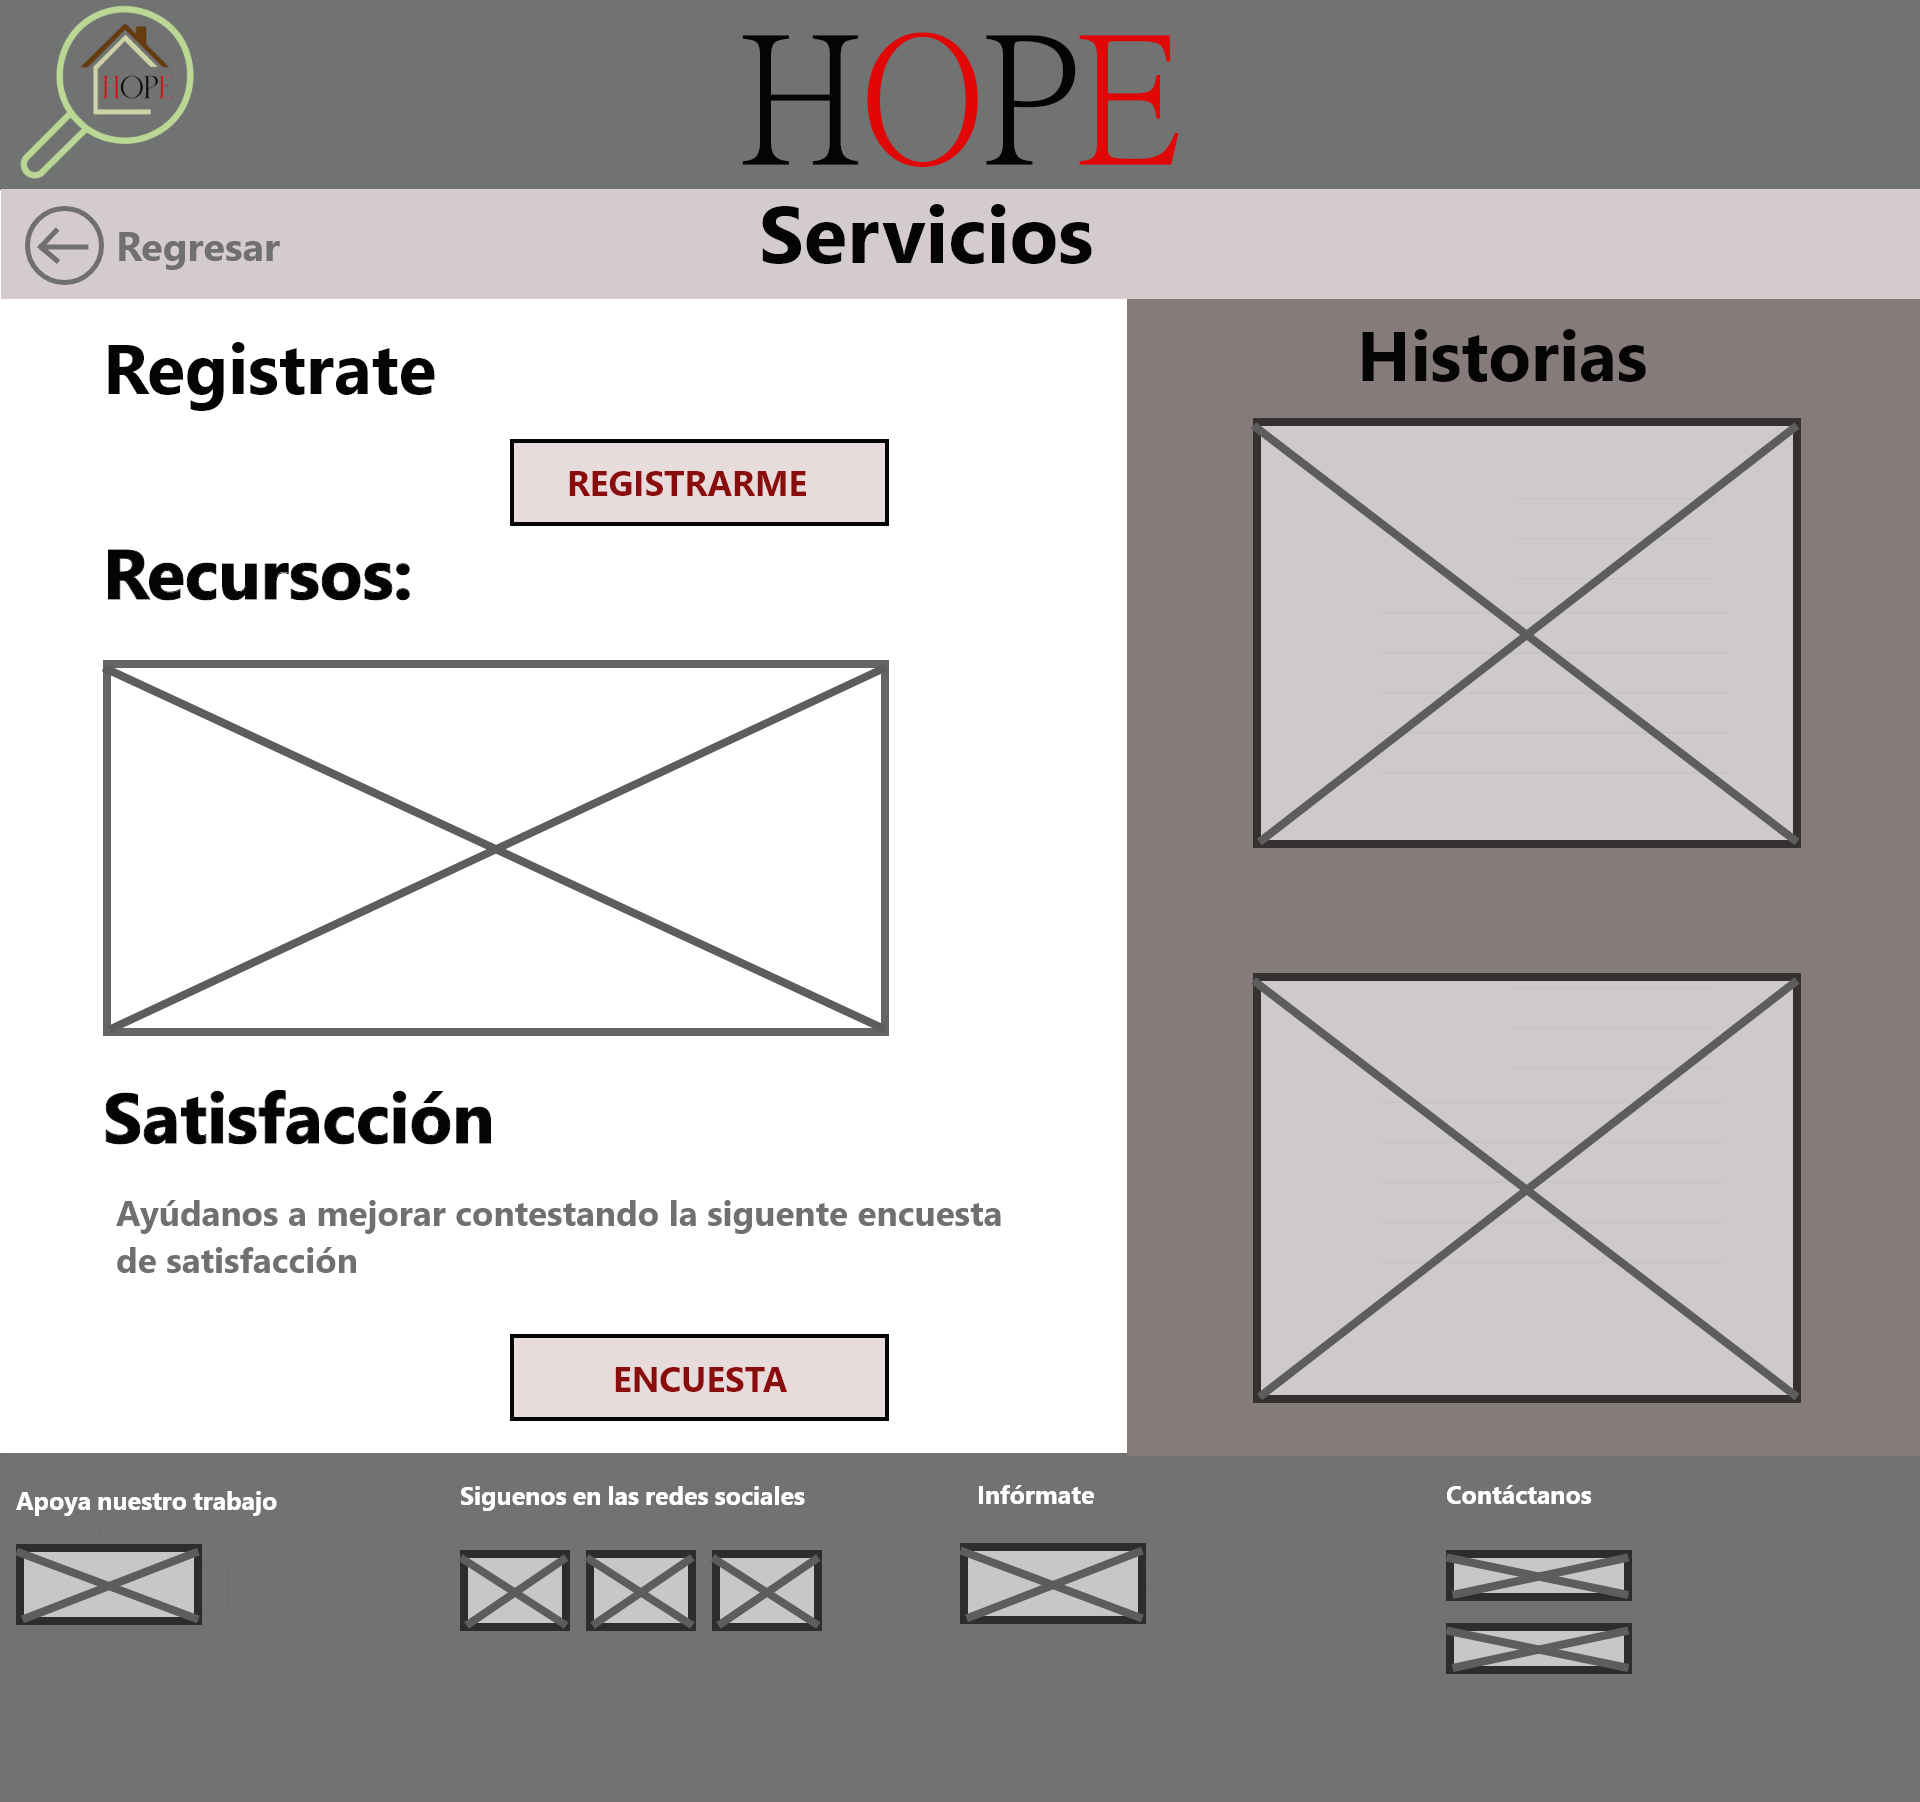 HOPE
HOPE
Regresar
Servicios
Registrate
REGISTRARME
Recursos:
Satisfacción
Ayúdanos a mejorar contestando la siguente encuesta
de satisfacción
ENCUESTA
Historias
Apoya nuestro trabajo
Siguenos en las redes sociales
Infórmate
Contáctanos